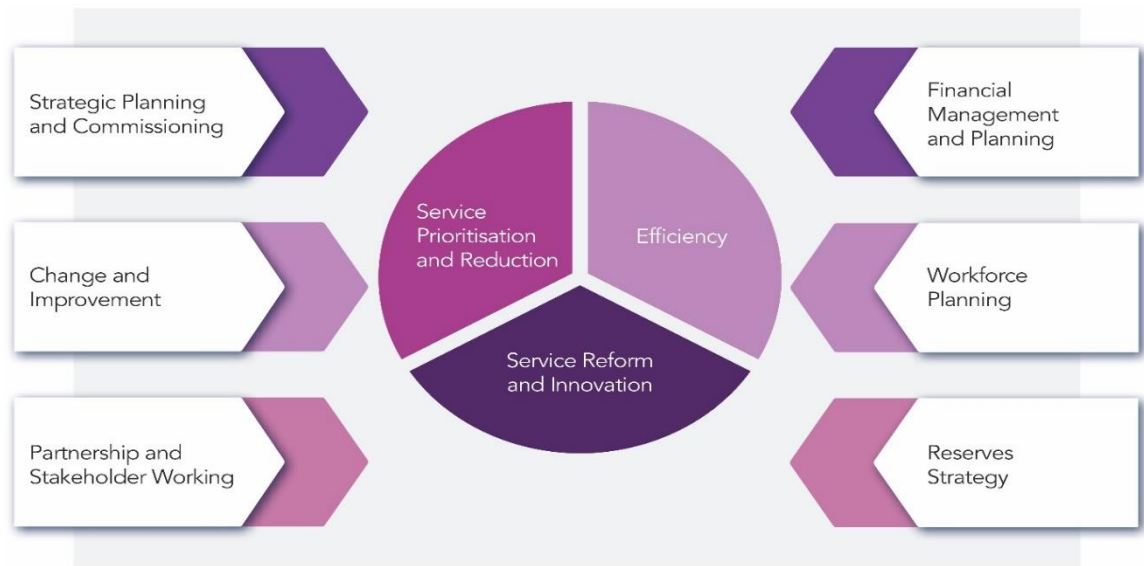 Strategic Planning
and Commissioning
Change and
Improvement
Partnership and
Stakeholder Working
Service
Prioritisation
and Reduction
Efficiency
Service Reform
and Innovation
Financial
Management
and Planning
Workforce
Planning
Reserves
Strategy